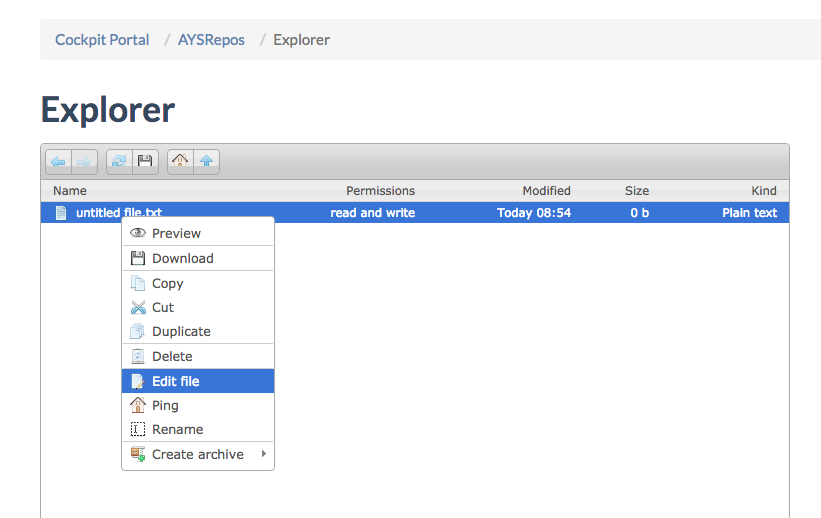 Cockpit Portal / AYSRepos / Explorer
Explorer
Name Permissions Modified Size Kind
untitled file.txt read and write Today 08:54 0 b Plain text
Preview
Download
Copy
Cut
Duplicate
Delete
Edit file
Ping
Rename
Create archive